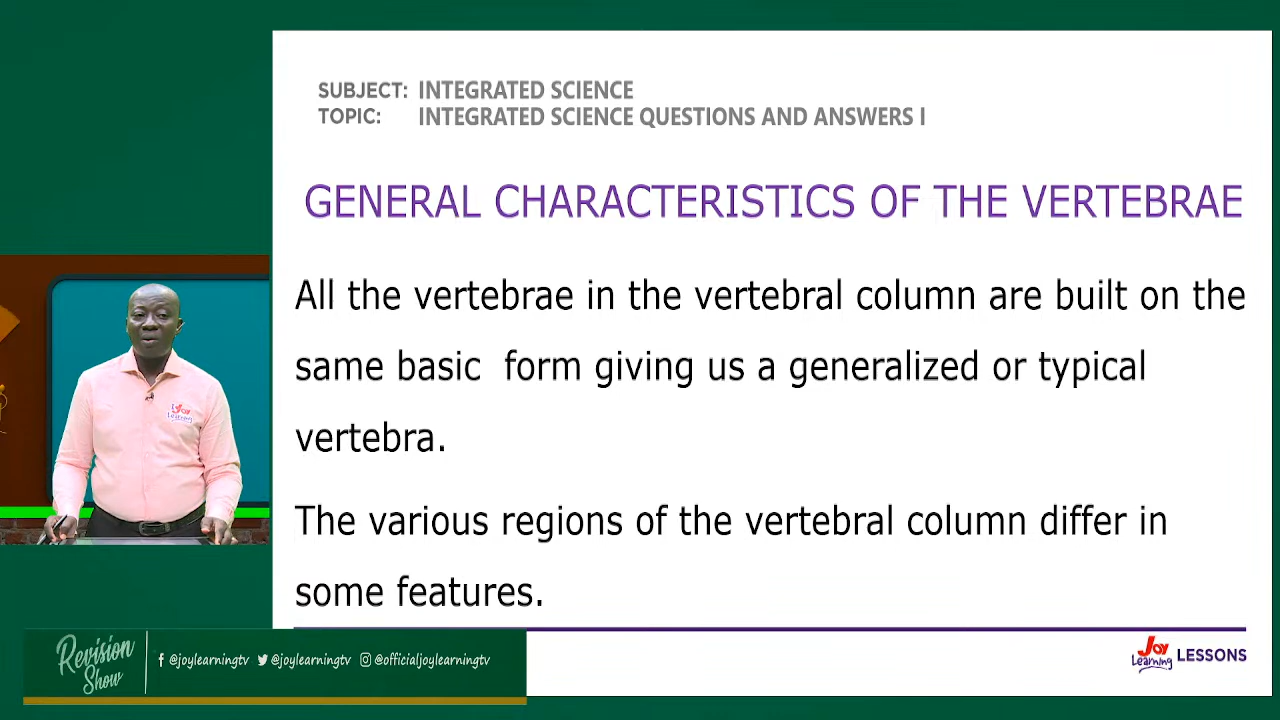 SUBJECT: INTEGRATED SCIENCE
TOPIC: INTEGRATED SCIENCE QUESTIONS AND ANSWERS I
GENERAL CHARACTERISTICS OF THE VERTEBRAE
All the vertebrae in the vertebral column are built on the
same basic form giving us a generalized or typical
vertebra.
The various regions of the vertebral column differ in
some features.
Joy Learning
Revision Show
@joylearningtv @joylearningtv @officialjoylearningtv
Joy Learning LESSONS